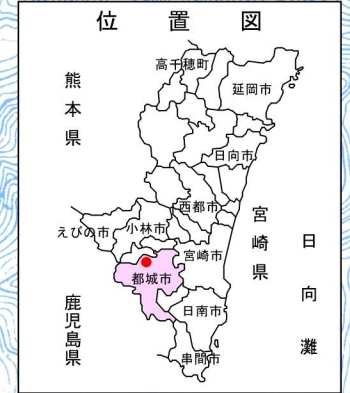 位置図
高千穂町
熊本県
延岡市
日向市
西都市
宮崎県
えびの市
小林市
宮崎市
日向灘
都城市
鹿児島県
日南市
串間市